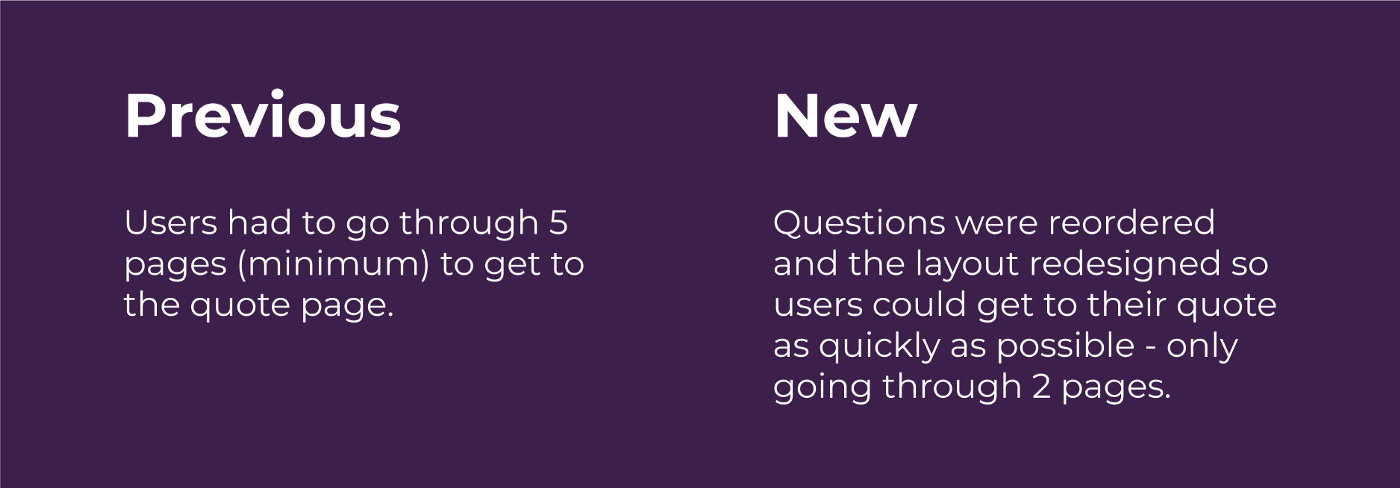 Previous
Users had to go through 5
pages (minimum) to get to
the quote page.
New
Questions were reordered
and the layout redesigned so
users could get to their quote
as quickly as possible - only
going through 2 pages.